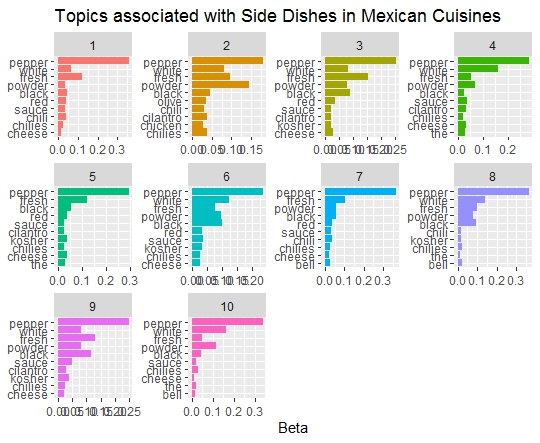 Topics associated with Side Dishes in Mexican Cuisines
1
pepper
white
fresh
powder
black
red
sauce
chili
chilies
cheese
0.0 0.1 0.2 0.3
2
pepper
white
fresh
powder
black
olive
chili
cilantro
chicken
chilies
0.00 0.05 0.10 0.15
3
pepper
white
fresh
powder
black
red
sauce
chili
kosher
cheese
0.00 0.05 0.10 0.15 0.20 0.25
4
pepper
white
fresh
powder
black
sauce
cilantro
chilies
cheese
the
0.0 0.1 0.2
5
pepper
fresh
black
red
sauce
cilantro
kosher
chilies
cheese
the
0.0 0.1 0.2 0.3
6
pepper
white
fresh
powder
black
red
sauce
kosher
chilies
cheese
0.00 0.05 0.10 0.15 0.20
7
pepper
fresh
powder
black
red
sauce
chili
chilies
cheese
bell
0.0 0.1 0.2 0.3
8
pepper
white
fresh
powder
black
chili
kosher
chilies
the
bell
0.0 0.1 0.2 0.3
9
pepper
white
fresh
powder
black
sauce
cilantro
kosher
chilies
cheese
0.00 0.05 0.10 0.15 0.20 0.25
10
pepper
white
fresh
powder
black
sauce
cilantro
cheese
the
bell
0.0 0.1 0.2 0.3
Beta